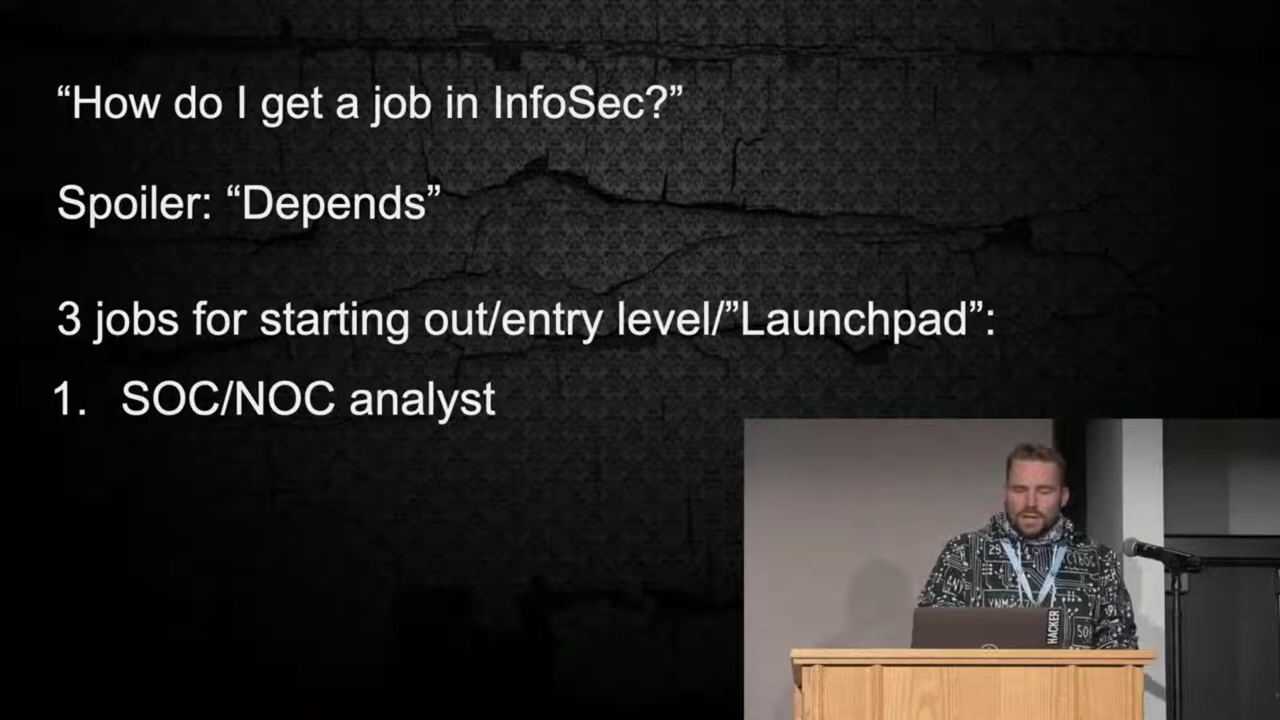 “How do I get a job in InfoSec?”
Spoiler: “Depends”
3 jobs for starting out/entry level/”Launchpad”:
1. SOC/NOC analyst
HACKER